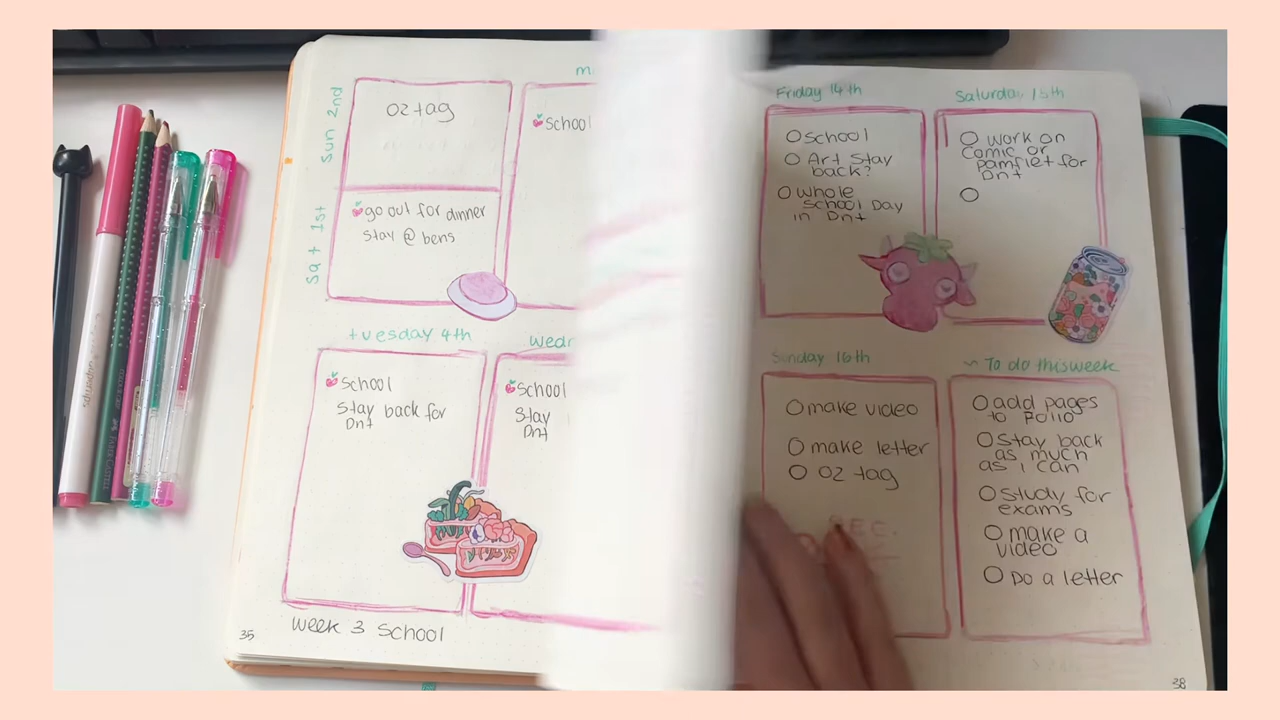 Sun 2nd
Oz tag
Sat 1st
go out for dinner
stay @ bens
School
tuesday 4th
School
Stay back for
Dnt
School
Stay
Dnt
week 3 School
35
Friday 14th
School
Art Stay
back?
Whole
School Day
in Dnt
Saturday 15th
work on
Comic or
pamflet for
Dnt
Sunday 16th
make video
make letter
Oz tag
To do this week
add pages
to Folio
Stay back
as much
as i can
Study for
exams
make a
video
Do a letter
38